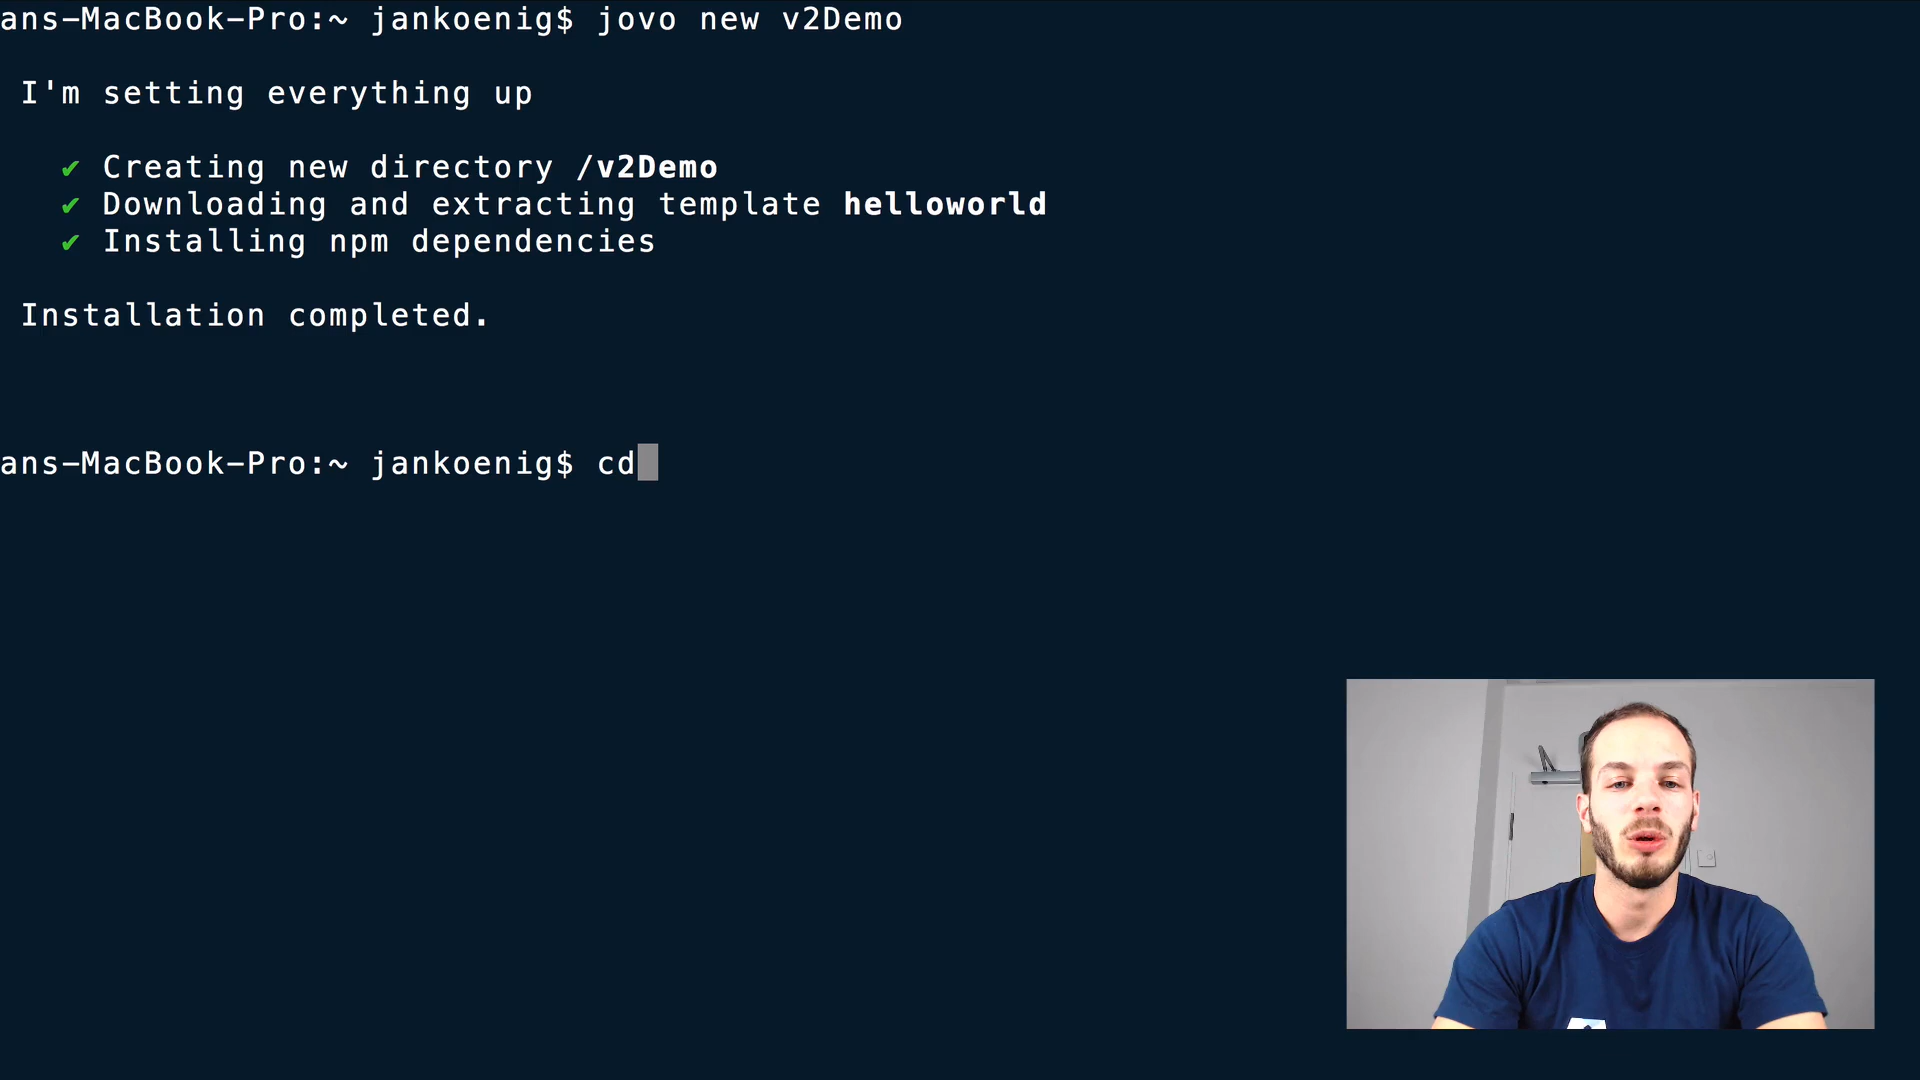 ans-MacBook-Pro:~ jankoenig$ jovo new v2Demo
I'm setting everything up
✔ Creating new directory /v2Demo
✔ Downloading and extracting template helloworld
✔ Installing npm dependencies
Installation completed.
ans-MacBook-Pro:~ jankoenig$ cd